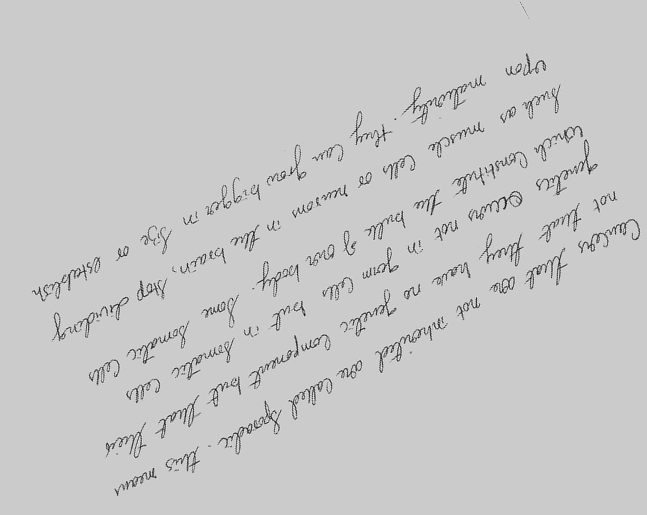 Cancers that are not inherited are called sporadic. This means
not that they have no genetic component but that their
genetics occurs not in germ cells but in somatic cells
which constitute the bulk of our body. Some somatic cells
such as muscle cells or neurons in the brain, stop dividing
upon maturity. They can grow bigger in size or establish